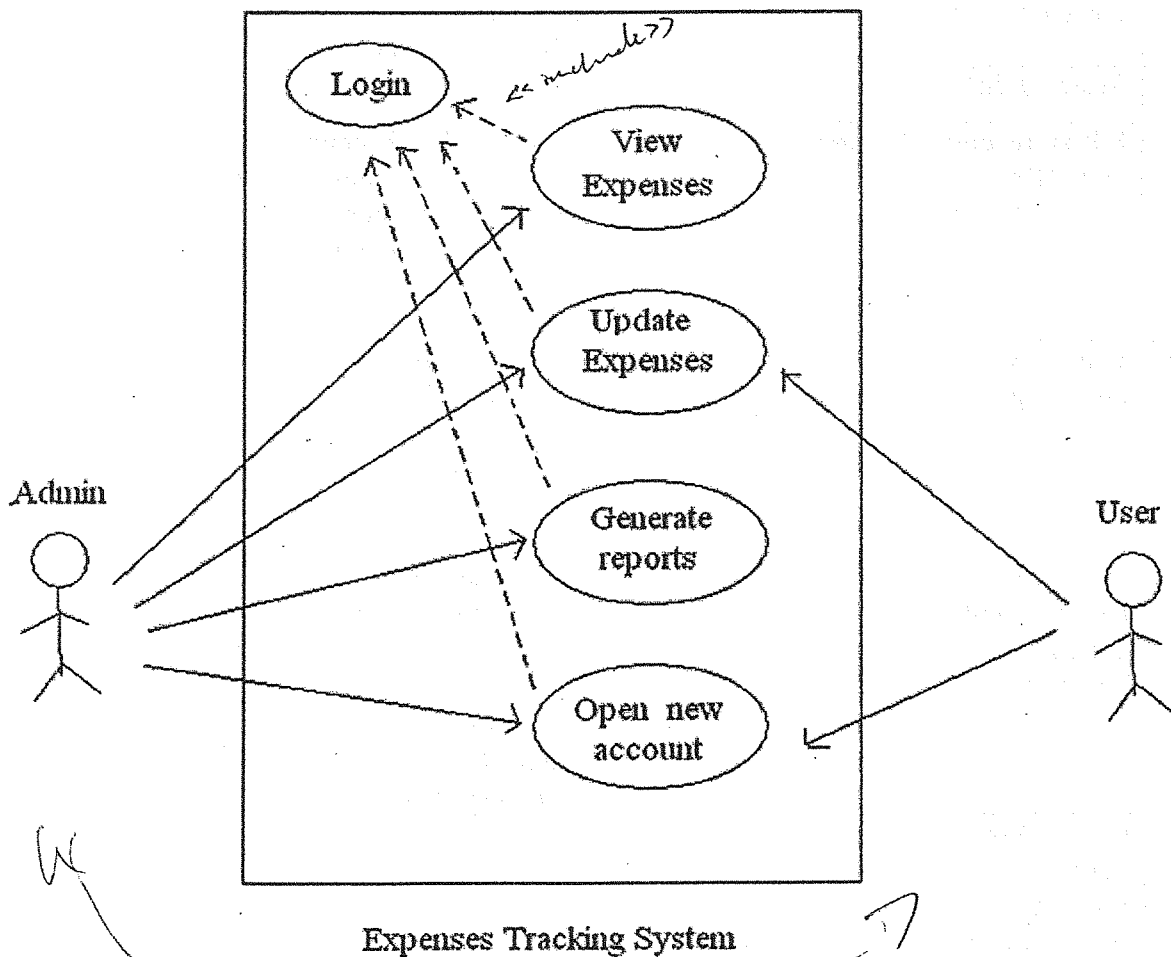 <<include>>
Login
View
Expenses
Update
Expenses
Admin
Generate
reports
User
Open new
account
Expenses Tracking System